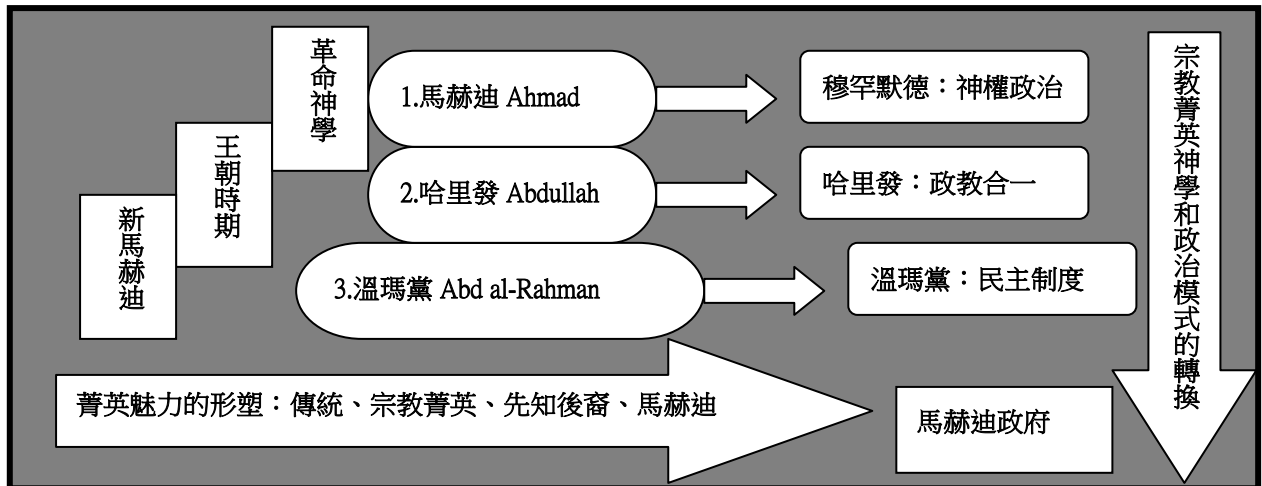 革命神學
王朝時期
新馬赫迪
1.馬赫迪 Ahmad
穆罕默德：神權政治
2.哈里發 Abdullah
哈里發：政教合一
3.溫瑪黨 Abd al-Rahman
溫瑪黨：民主制度
宗教菁英神學和政治模式的轉換
菁英魅力的形塑：傳統、宗教菁英、先知後裔、馬赫迪
馬赫迪政府